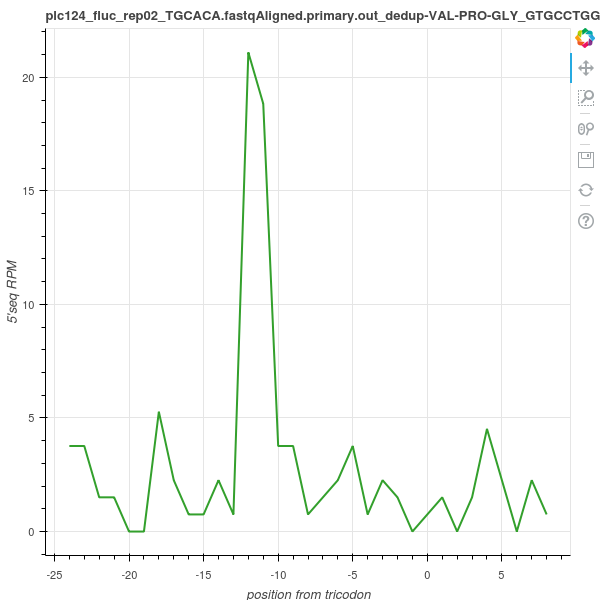 plc124_fluc_rep02_TGCACA.fastqAligned.primary.out_dedup-VAL-PRO-GLY_GTGCCTGG
20
15
10
5
0
5'seq RPM
-25 -20 -15 -10 -5 0 5
position from tricodon